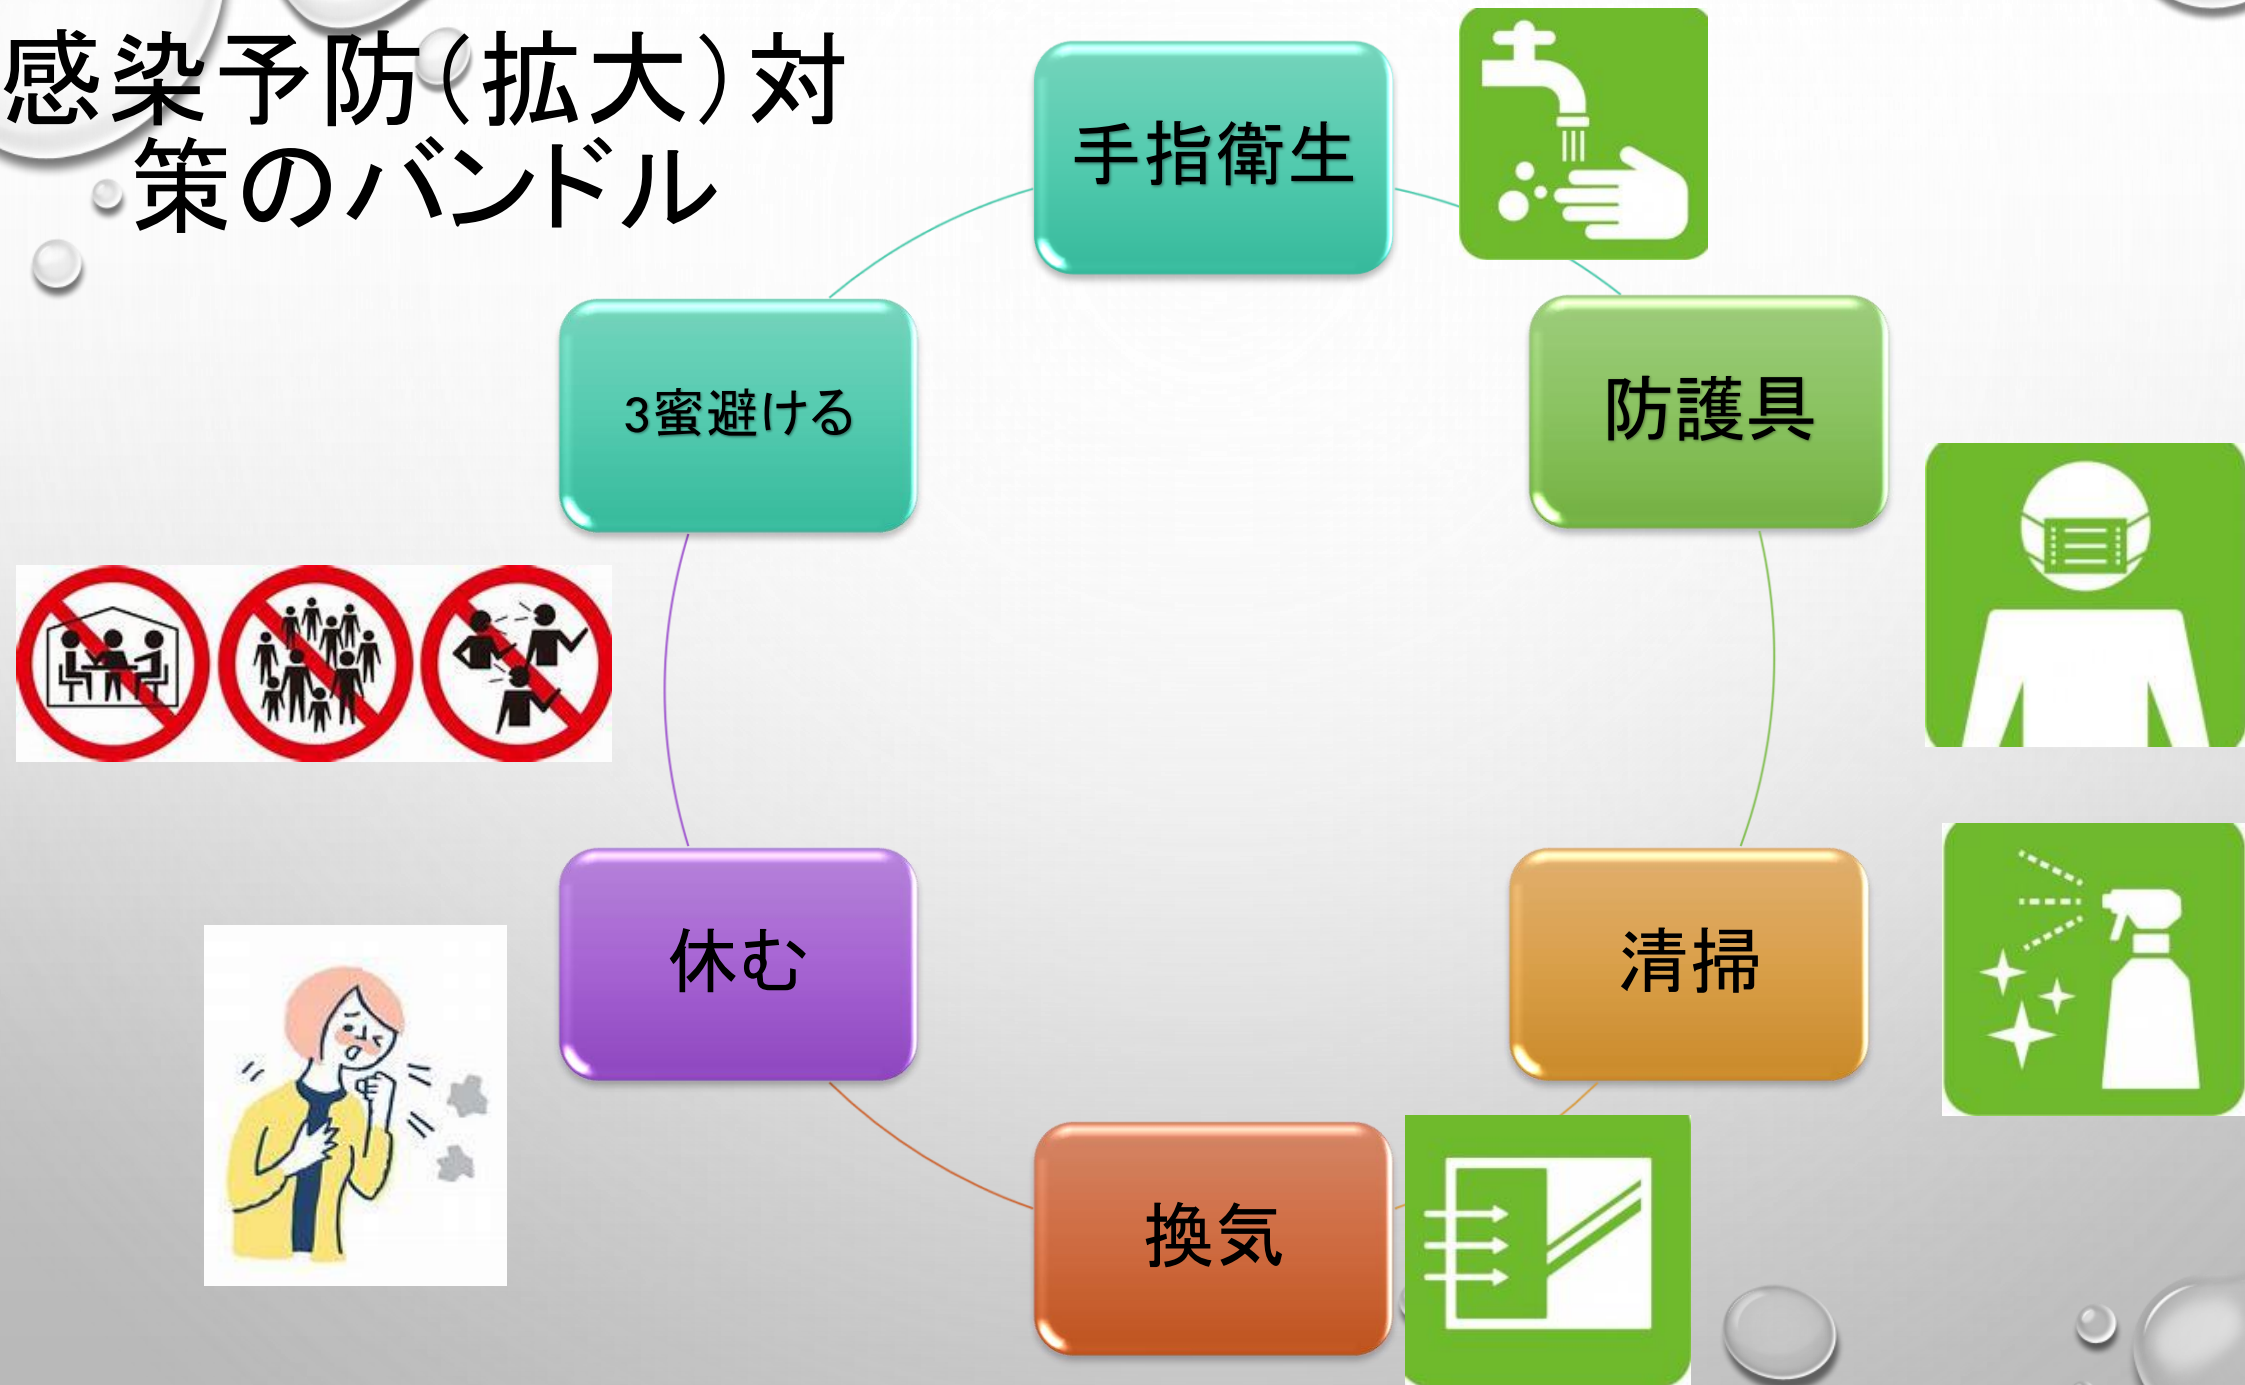 感染予防（拡大）対
策のバンドル
手指衛生
防護具
清掃
換気
休む
3蜜避ける